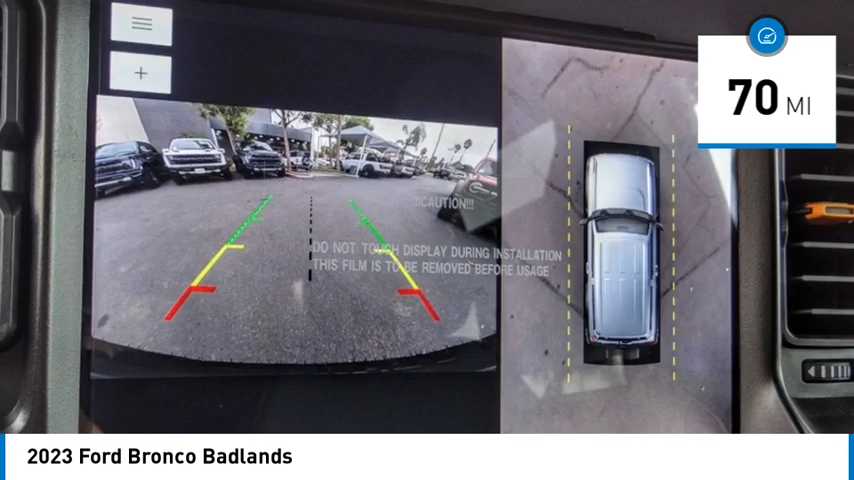 70 MI
!!!CAUTION!!!
DO NOT TOUCH DISPLAY DURING INSTALLATION
THIS FILM IS TO BE REMOVED BEFORE USAGE
2023 Ford Bronco Badlands